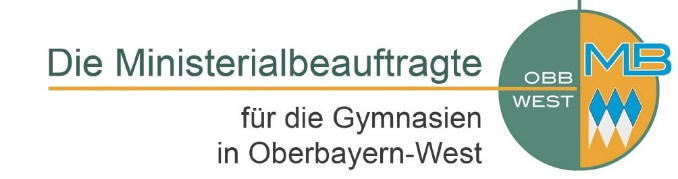 Die Ministerialbeauftragte
für die Gymnasien
in Oberbayern-West
OBB
WEST
MB